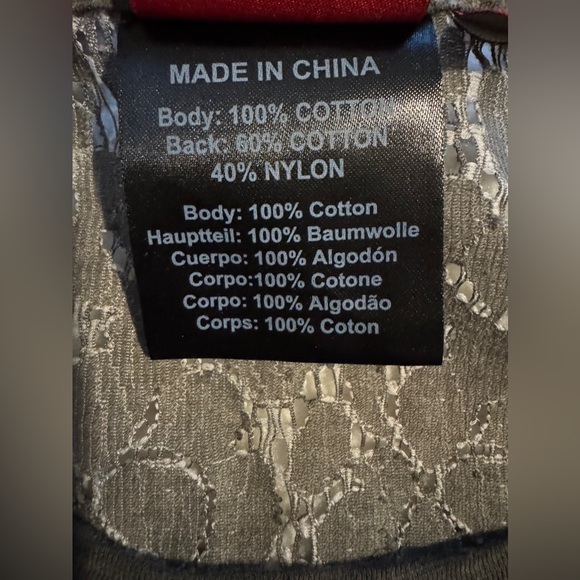 MADE IN CHINA
Body: 100% COTTON
Back: 60% COTTON
40% NYLON
Body: 100% Cotton
Hauptteil: 100% Baumwolle
Cuerpo: 100% Algodón
Corpo:100% Cotone
Corpo: 100% Algodão
Corps: 100% Coton